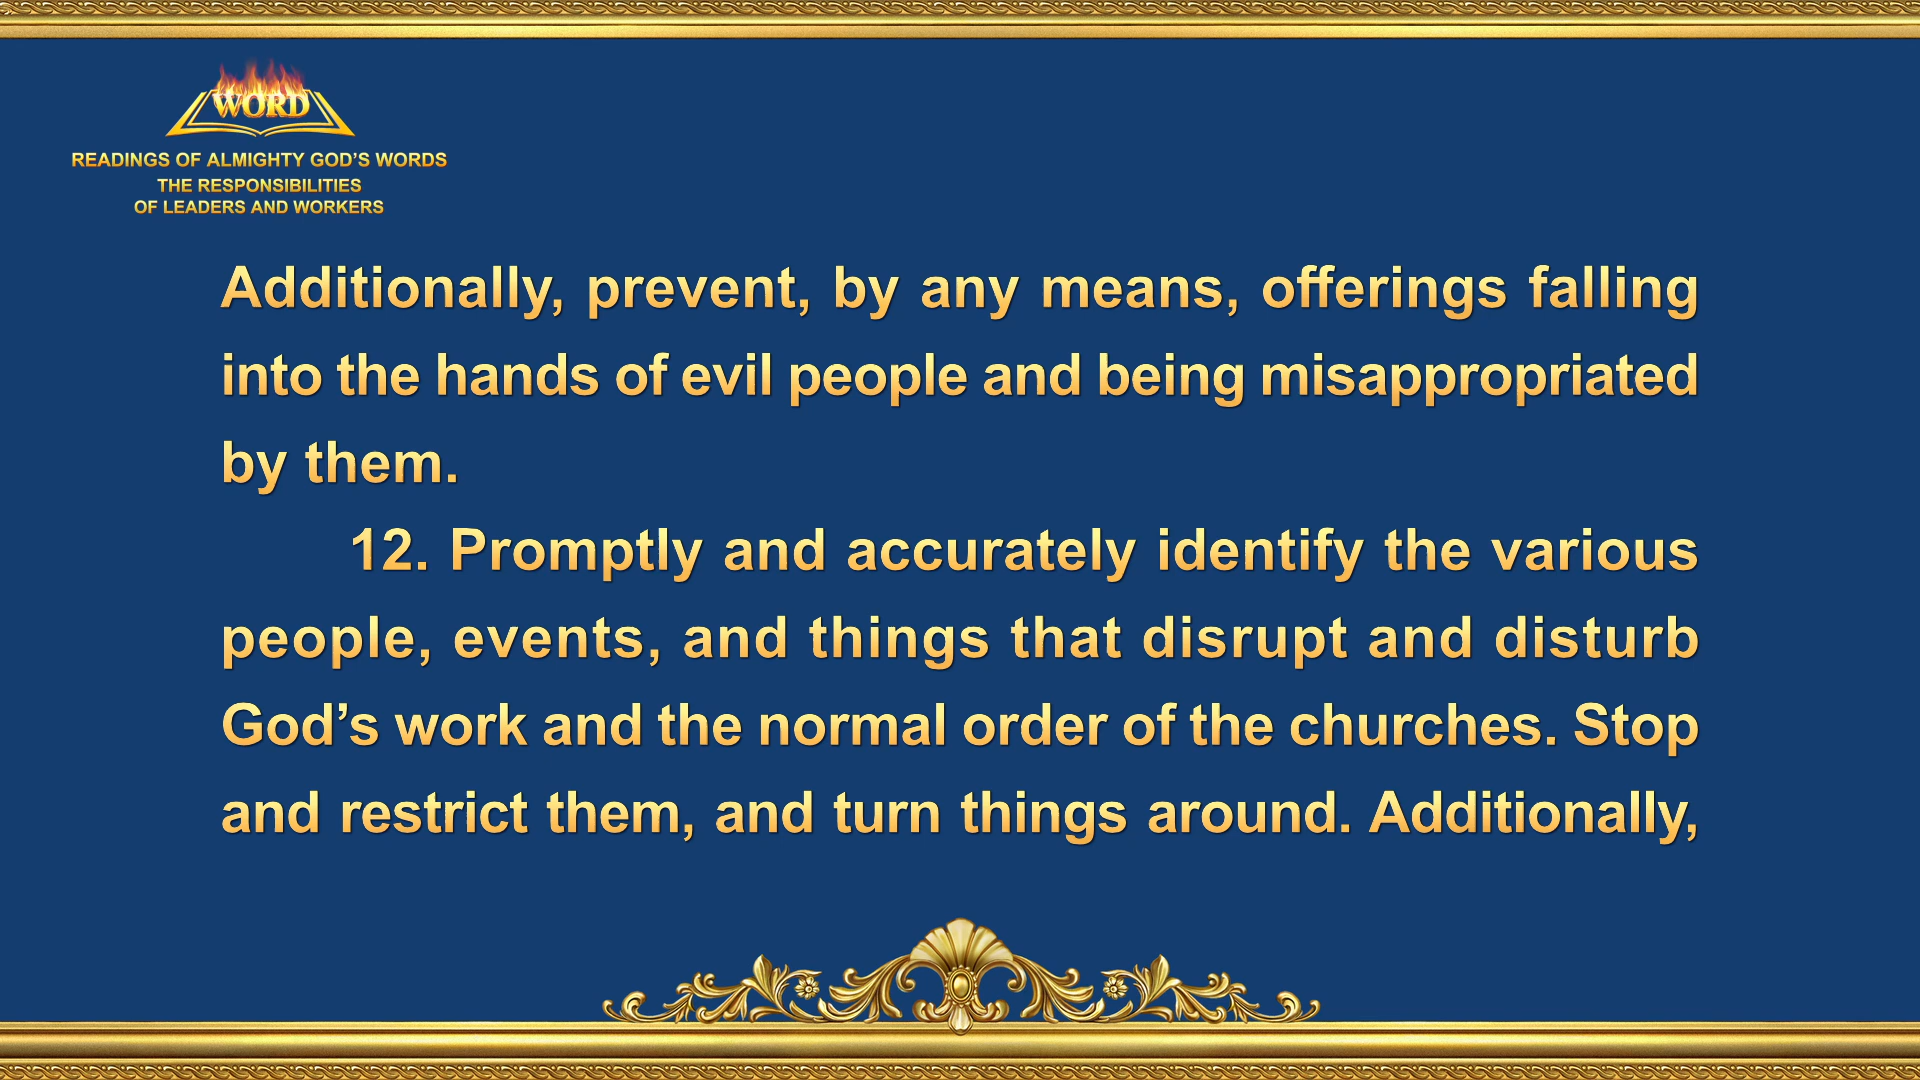 WORD
READINGS OF ALMIGHTY GOD’S WORDS
THE RESPONSIBILITIES
OF LEADERS AND WORKERS
Additionally, prevent, by any means, offerings falling
into the hands of evil people and being misappropriated
by them.
12. Promptly and accurately identify the various
people, events, and things that disrupt and disturb
God’s work and the normal order of the churches. Stop
and restrict them, and turn things around. Additionally,